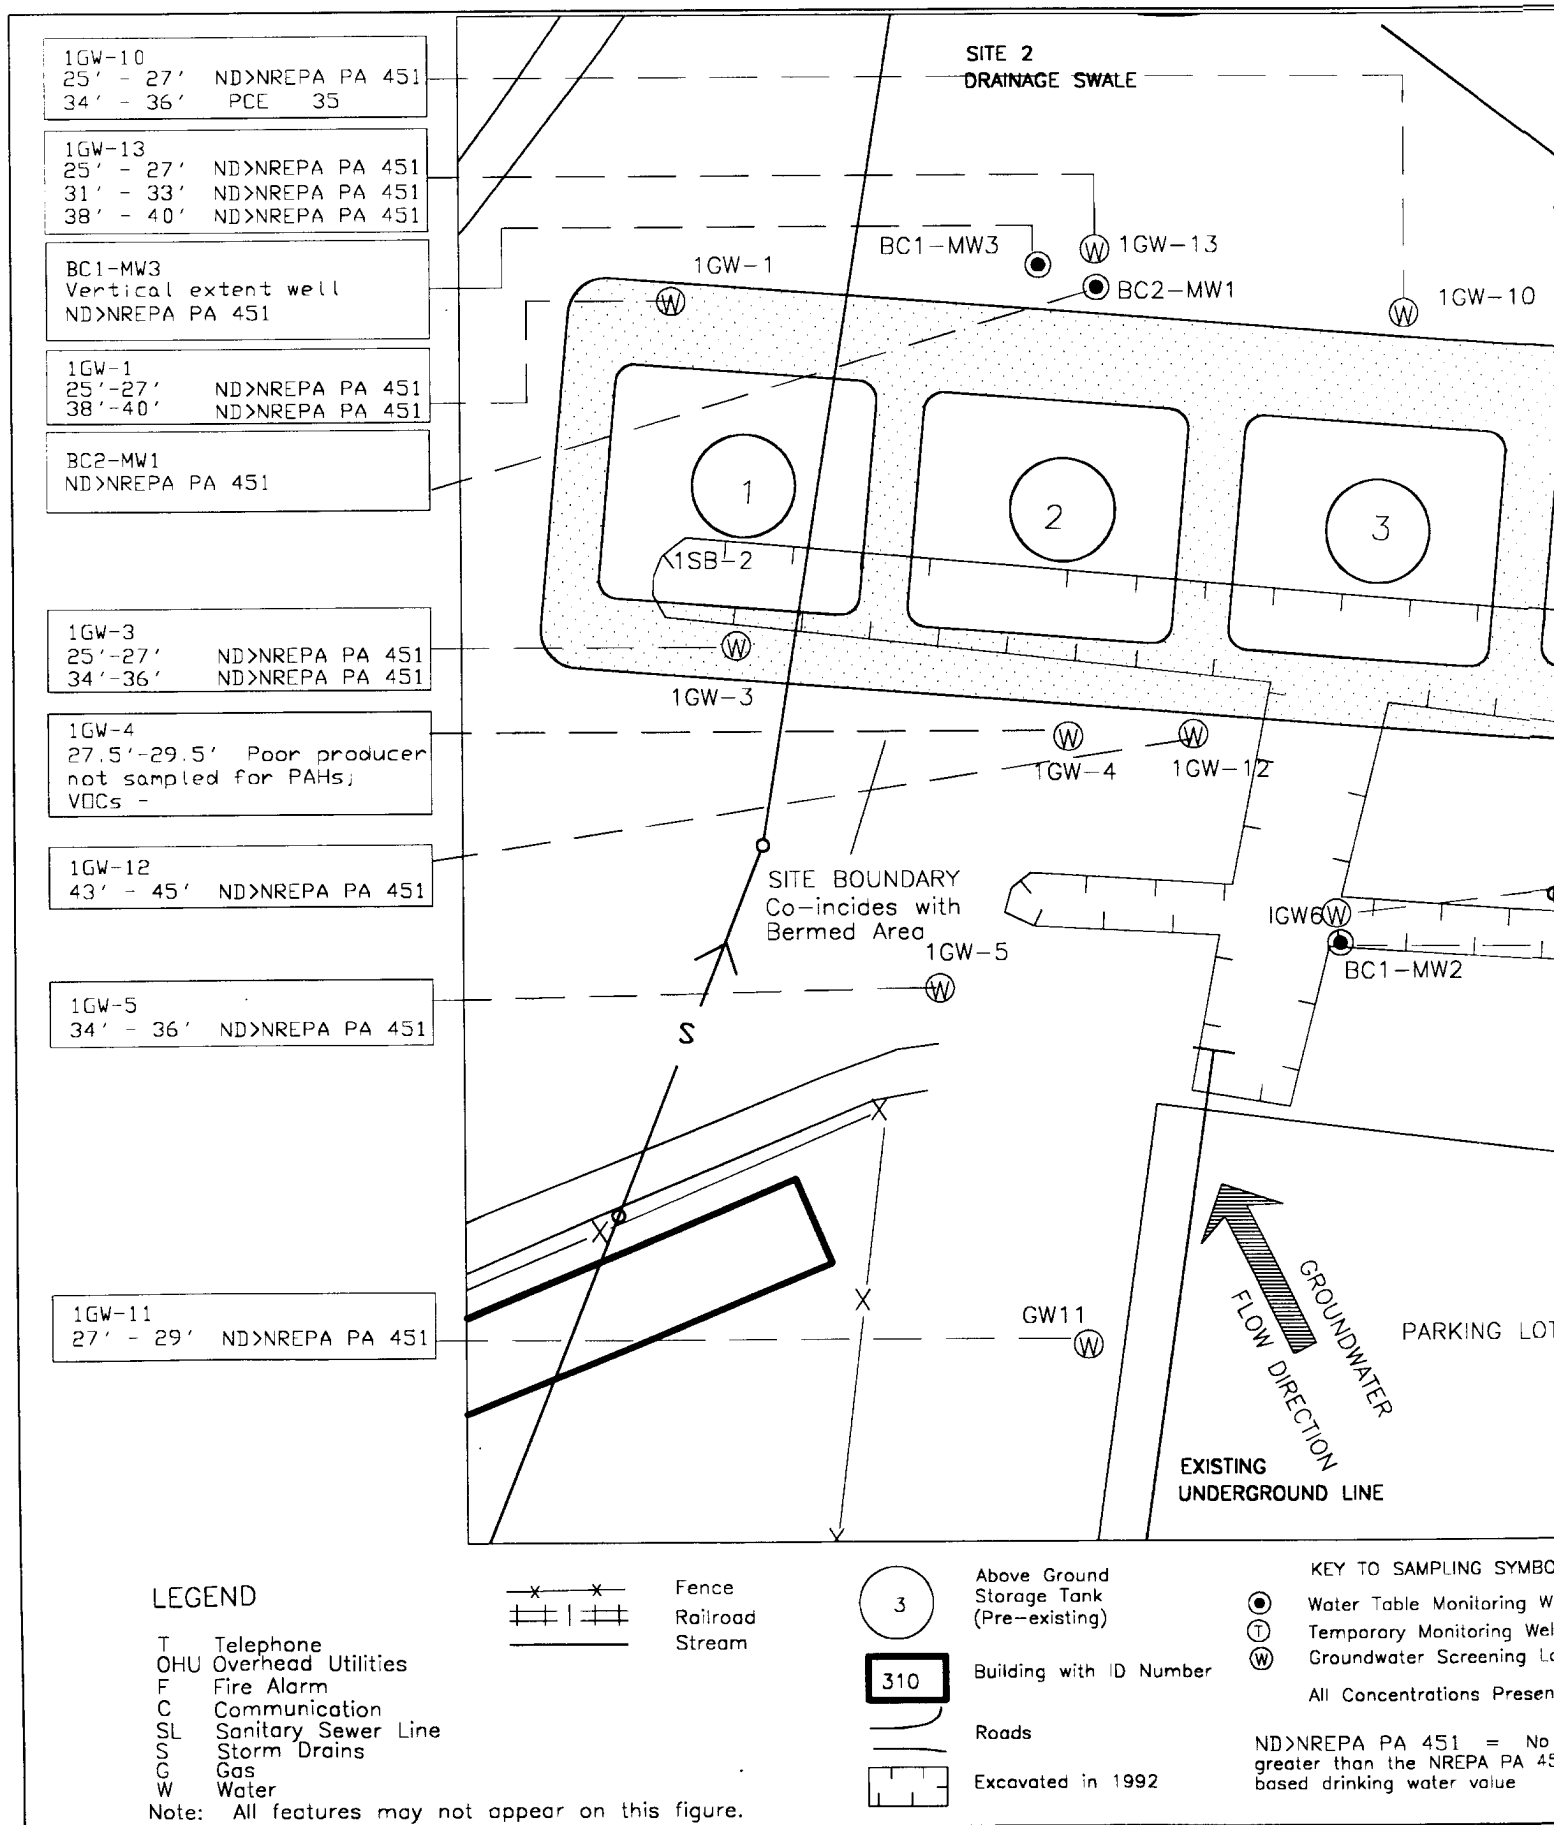 1GW-10
25' - 27' ND>NREPA PA 451
34' - 36' PCE 35
1GW-13
25' - 27' ND>NREPA PA 451
31' - 33' ND>NREPA PA 451
38' - 40' ND>NREPA PA 451
BC1-MW3
Vertical extent well
ND>NREPA PA 451
1GW-1
25'-27' ND>NREPA PA 451
38'-40' ND>NREPA PA 451
BC2-MW1
ND>NREPA PA 451
1GW-3
25'-27' ND>NREPA PA 451
34'-36' ND>NREPA PA 451
1GW-4
27.5'-29.5' Poor producer
not sampled for PAHs;
VOCs -
1GW-12
43' - 45' ND>NREPA PA 451
1GW-5
34' - 36' ND>NREPA PA 451
1GW-11
27' - 29' ND>NREPA PA 451
SITE 2
DRAINAGE SWALE
BC1-MW3
W 1GW-13
1GW-1
BC2-MW1
W
W 1GW-10
1
2
3
1SB-2
W
1GW-3
W
W
1GW-4
1GW-12
SITE BOUNDARY
Co-incides with
Bermed Area
IGW6 W
1GW-5
BC1-MW2
W
S
X
X
X
GW11
W
GROUNDWATER
FLOW DIRECTION
PARKING LOT
EXISTING
UNDERGROUND LINE
LEGEND
T Telephone
OHU Overhead Utilities
F Fire Alarm
C Communication
SL Sanitary Sewer Line
S Storm Drains
G Gas
W Water
Note: All features may not appear on this figure.
x x Fence
Railroad
Stream
3
Above Ground
Storage Tank
(Pre-existing)
310
Building with ID Number
Roads
Excavated in 1992
KEY TO SAMPLING SYMBO
Water Table Monitoring W
T Temporary Monitoring Wel
W Groundwater Screening Lo
All Concentrations Presen
ND>NREPA PA 451 = No
greater than the NREPA PA 45
based drinking water value